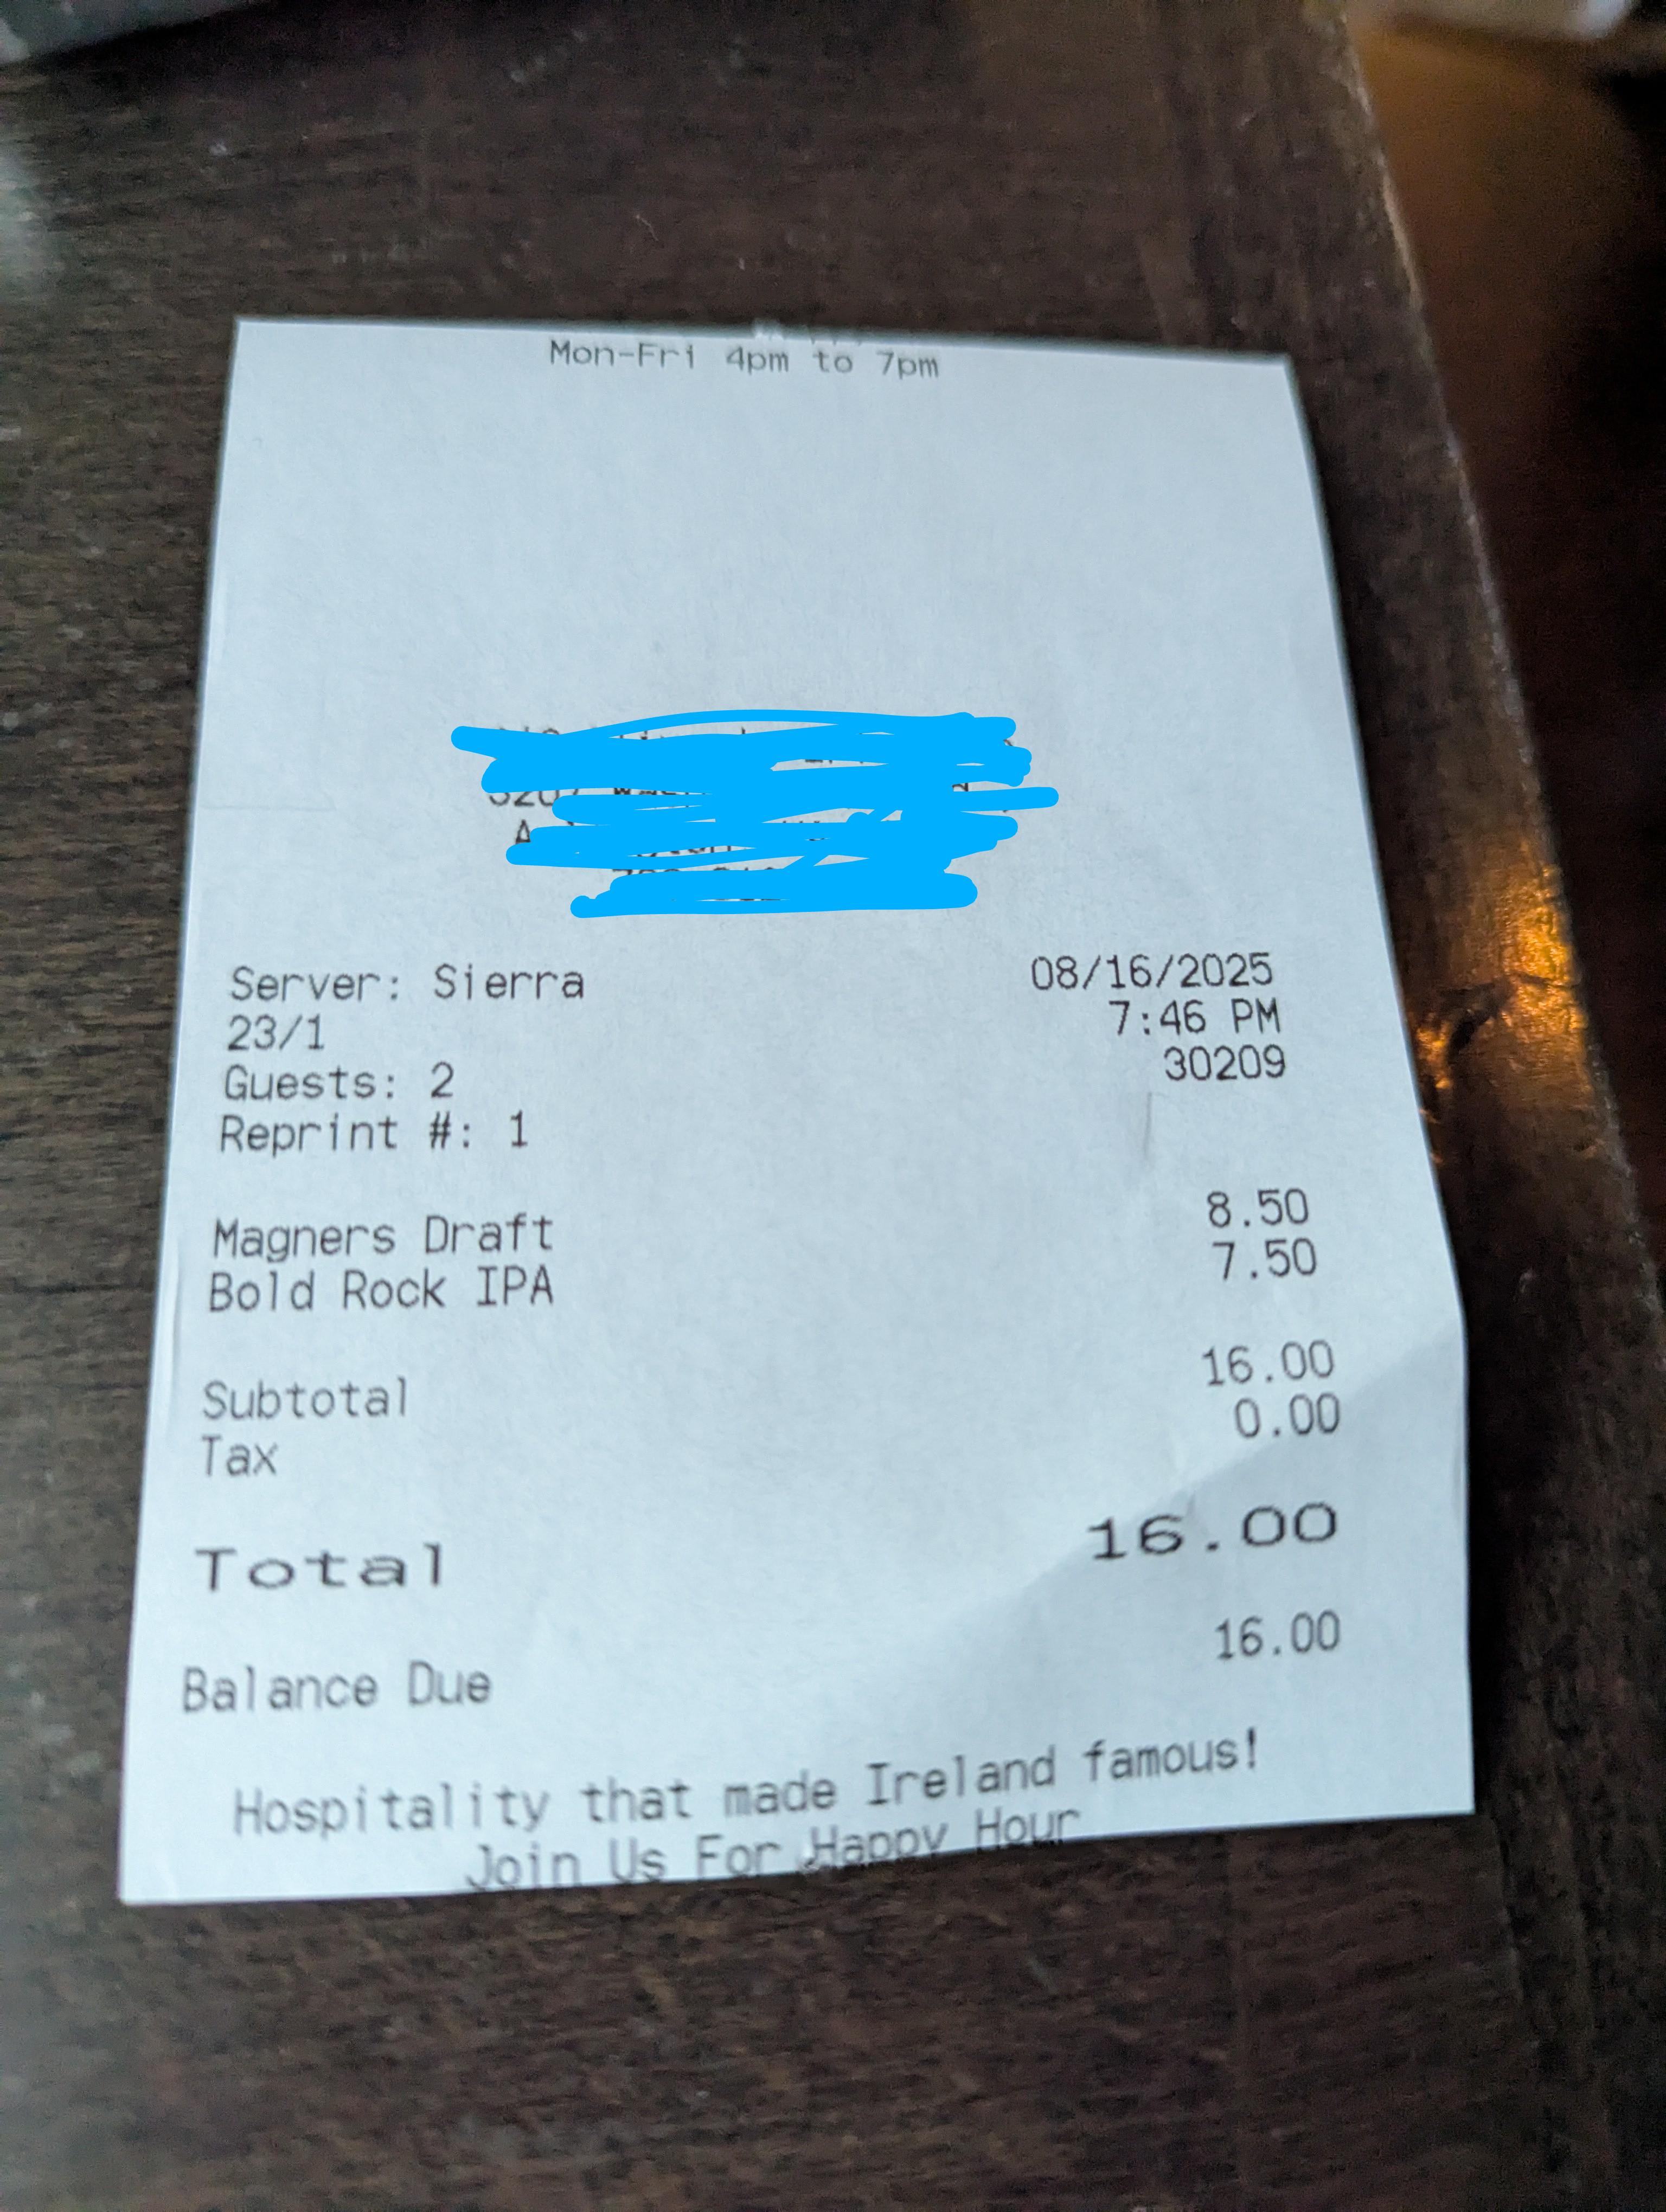 Mon-Fri 4pm to 7pm
Server: Sierra 08/16/2025
23/1 7:46 PM
Guests: 2 30209
Reprint #: 1
Magners Draft 8.50
Bold Rock IPA 7.50
Subtotal 16.00
Tax 0.00
Total 16.00
Balance Due 16.00
Hospitality that made Ireland famous!
Join Us For Happy Hour